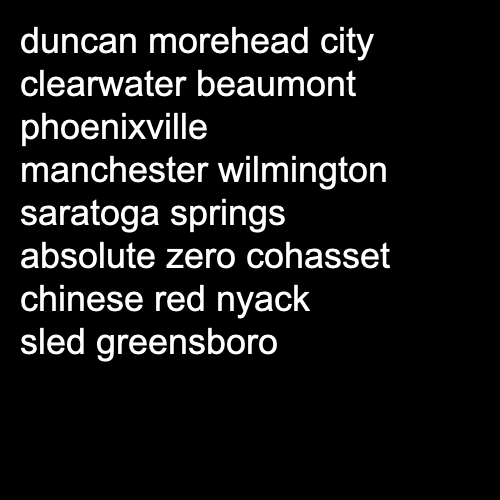 duncan morehead city
clearwater beaumont
phoenixville
manchester wilmington
saratoga springs
absolute zero cohasset
chinese red nyack
sled greensboro